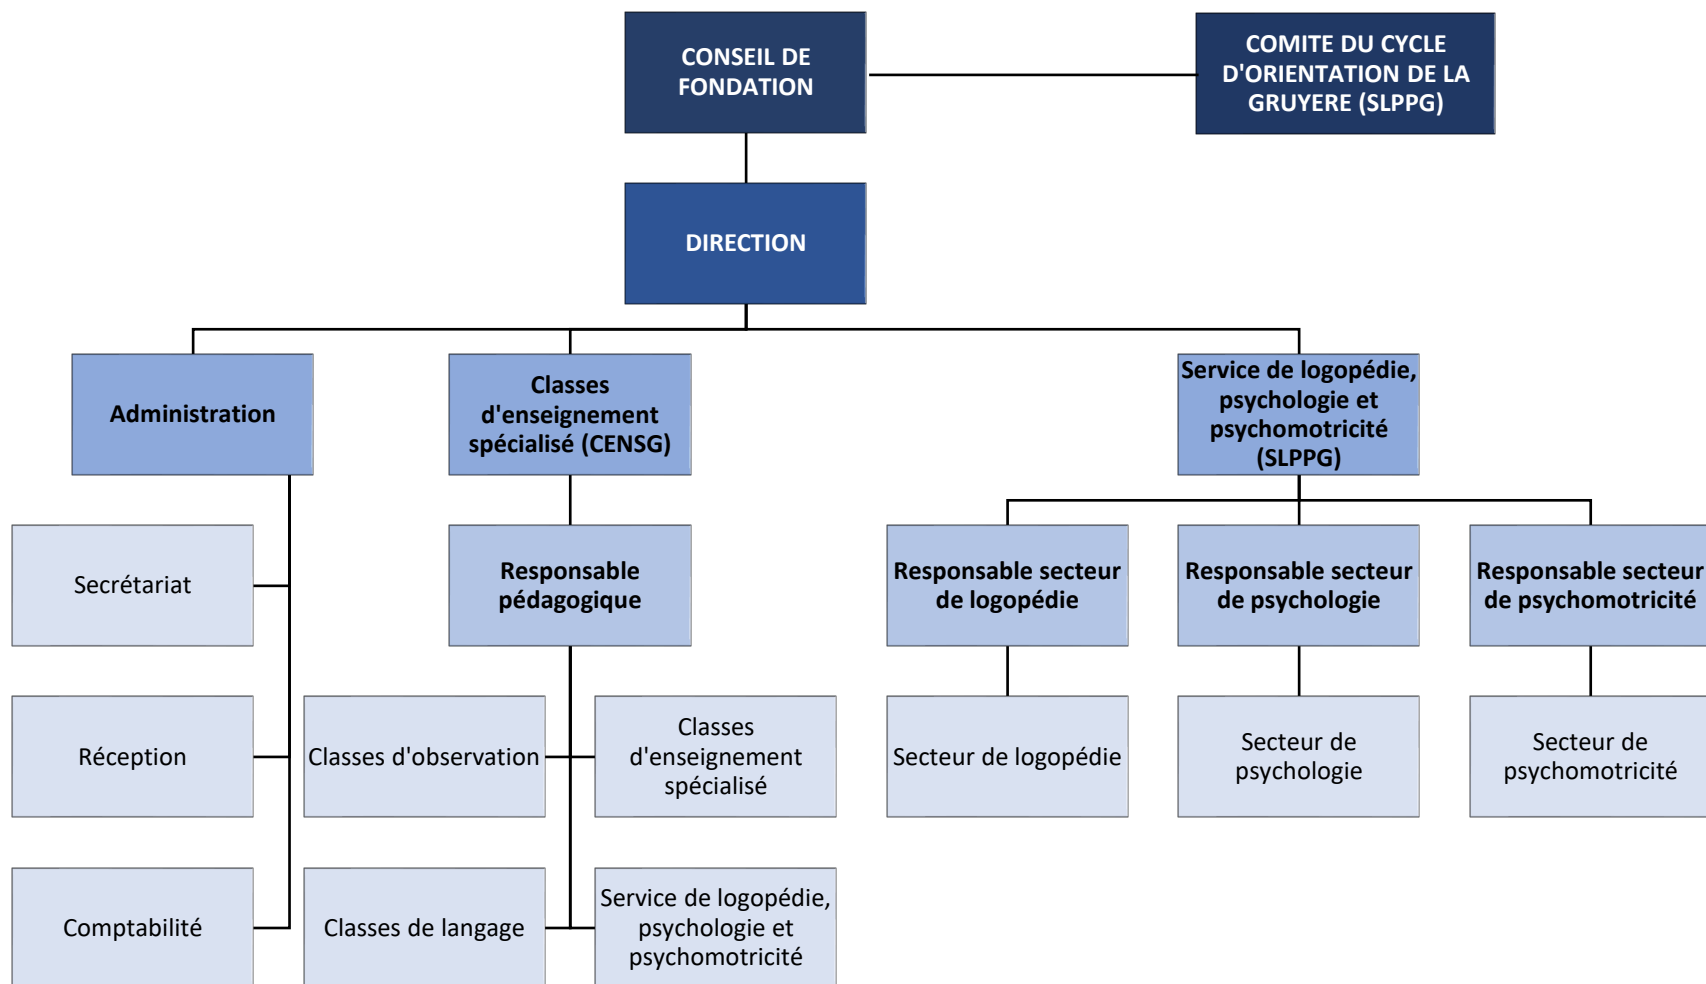 CONSEIL DE
FONDATION
COMITE DU CYCLE
D'ORIENTATION DE LA
GRUYERE (SLPPG)
DIRECTION
Administration
Classes
d'enseignement
spécialisé (CENSG)
Service de logopédie,
psychologie et
psychomotricité
(SLPPG)
Secrétariat
Responsable
pédagogique
Responsable secteur
de logopédie
Responsable secteur
de psychologie
Responsable secteur
de psychomotricité
Réception
Classes d'observation
Classes
d'enseignement
spécialisé
Secteur de logopédie
Secteur de
psychologie
Secteur de
psychomotricité
Comptabilité
Classes de langage
Service de logopédie,
psychologie et
psychomotricité